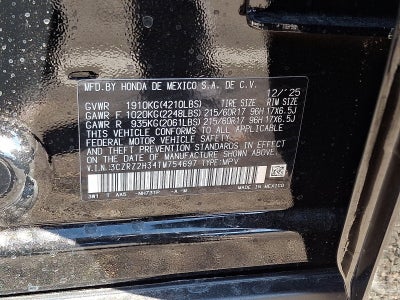 MFD.BY HONDA DE MEXICO S.A. DE C.V. 12/'25
GVWR 1910KG(4210LBS) TIRE SIZE RIM SIZE
GAWR F 1020KG(2248LBS) 215/60R17 96H 17X6.5J
GAWR R 935KG(2061LBS) 215/60R17 96H 17X6.5J
THIS VEHICLE CONFORMS TO ALL APPLICABLE
FEDERAL MOTOR VEHICLE SAFETY
AND THEFT PREVENTION STANDARDS IN EFFECT
ON THE DATE OF MANUFACTURE SHOWN ABOVE.
V.I.N.: TYPE:MPV
MADE IN MEXICO